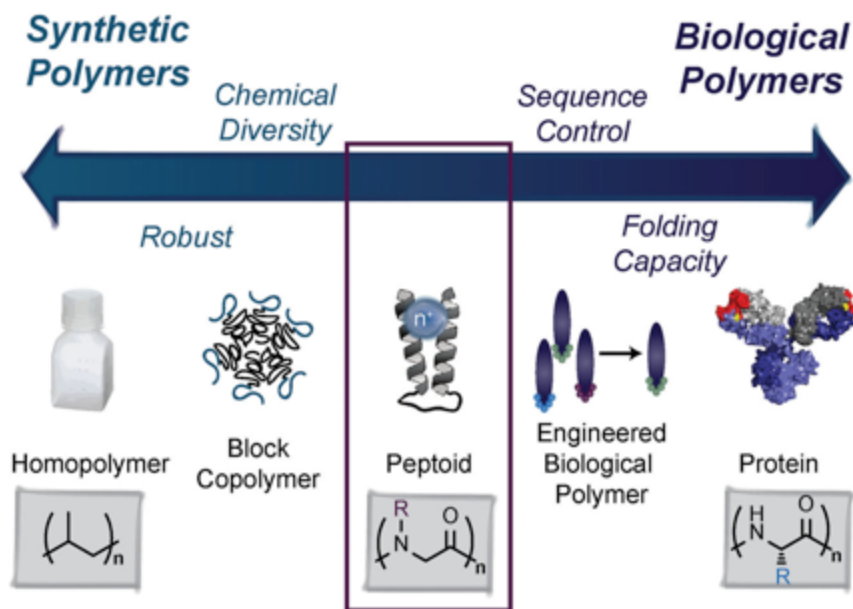 Synthetic
Polymers
Biological
Polymers
Chemical
Diversity
Sequence
Control
Robust
Folding
Capacity
n⁺
Homopolymer
Block
Copolymer
Peptoid
Engineered
Biological
Polymer
Protein
n
R
N
O
n
H
N
O
R
n